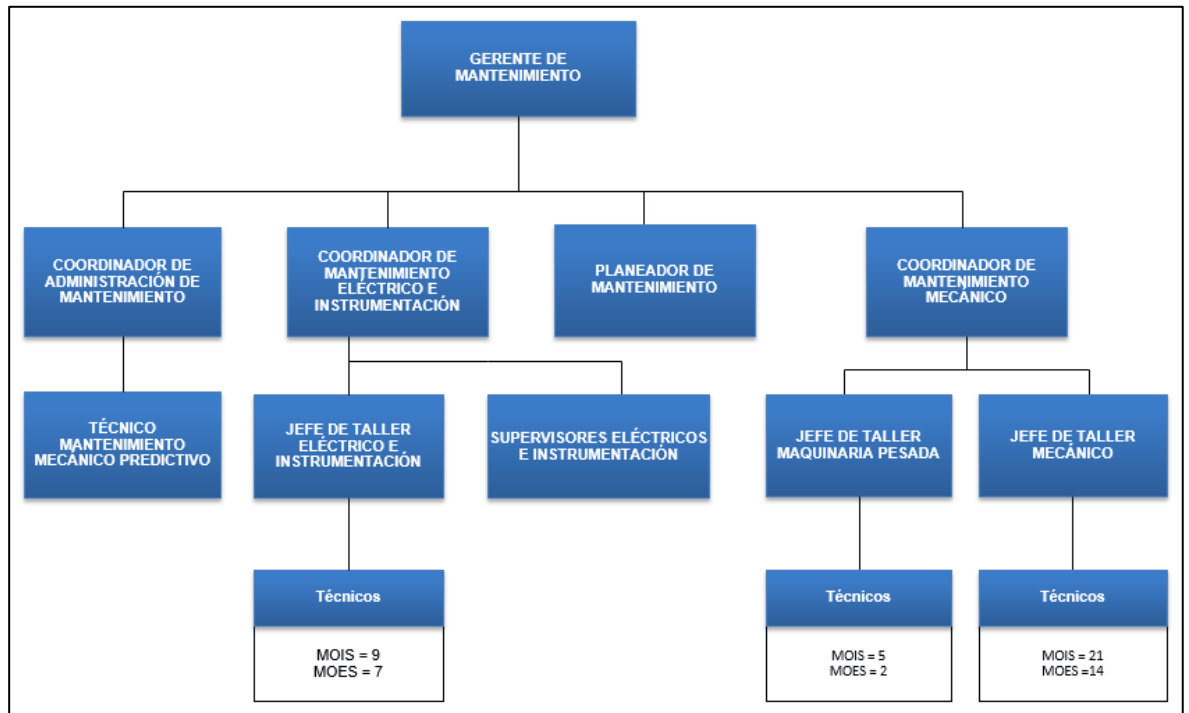 GERENTE DE
MANTENIMIENTO
COORDINADOR DE
ADMINISTRACIÓN DE
MANTENIMIENTO
COORDINADOR DE
MANTENIMIENTO
ELÉCTRICO E
INSTRUMENTACIÓN
PLANEADOR DE
MANTENIMIENTO
COORDINADOR DE
MANTENIMIENTO
MECÁNICO
TÉCNICO
MANTENIMIENTO
MECÁNICO PREDICTIVO
JEFE DE TALLER
ELÉCTRICO E
INSTRUMENTACIÓN
SUPERVISORES ELÉCTRICOS
E INSTRUMENTACIÓN
JEFE DE TALLER
MAQUINARIA PESADA
JEFE DE TALLER
MECÁNICO
Técnicos
MOIS = 9
MOES = 7
Técnicos
MOIS = 5
MOES = 2
Técnicos
MOIS = 21
MOES =14